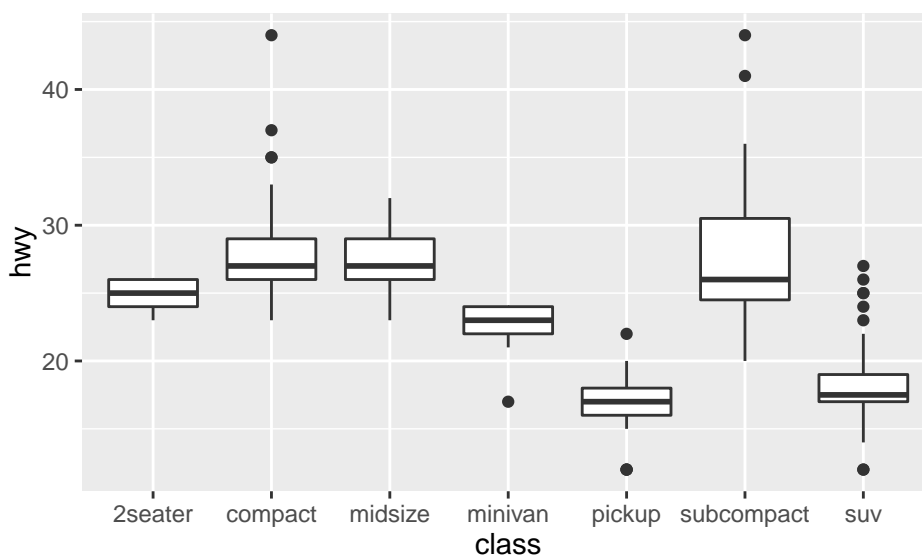 40
30
20
hwy
2seater compact midsize minivan pickup subcompact suv
class